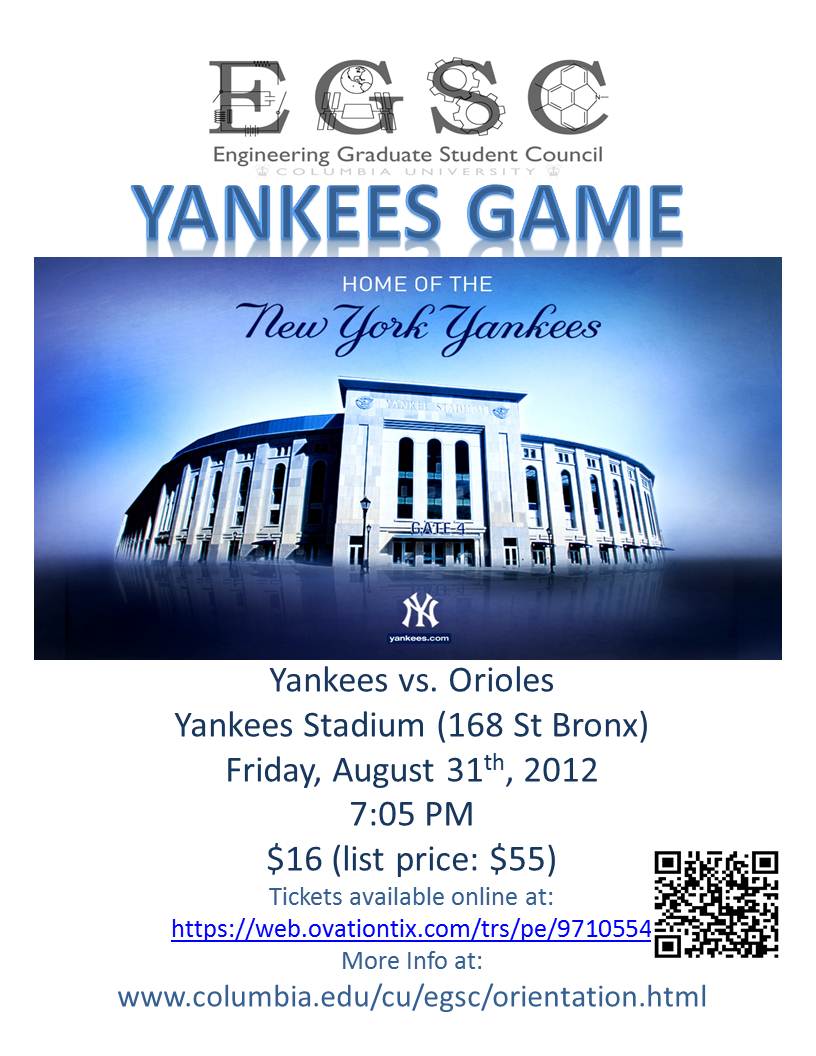 EGSC
Engineering Graduate Student Council
COLUMBIA UNIVERSITY
YANKEES GAME
HOME OF THE
New York Yankees
YANKEE STADIUM
GATE 4
NY
yankees.com
Yankees vs. Orioles
Yankees Stadium (168 St Bronx)
Friday, August 31th, 2012
7:05 PM
$16 (list price: $55)
Tickets available online at:
https://web.ovationtix.com/trs/pe/9710554
More Info at:
www.columbia.edu/cu/egsc/orientation.html